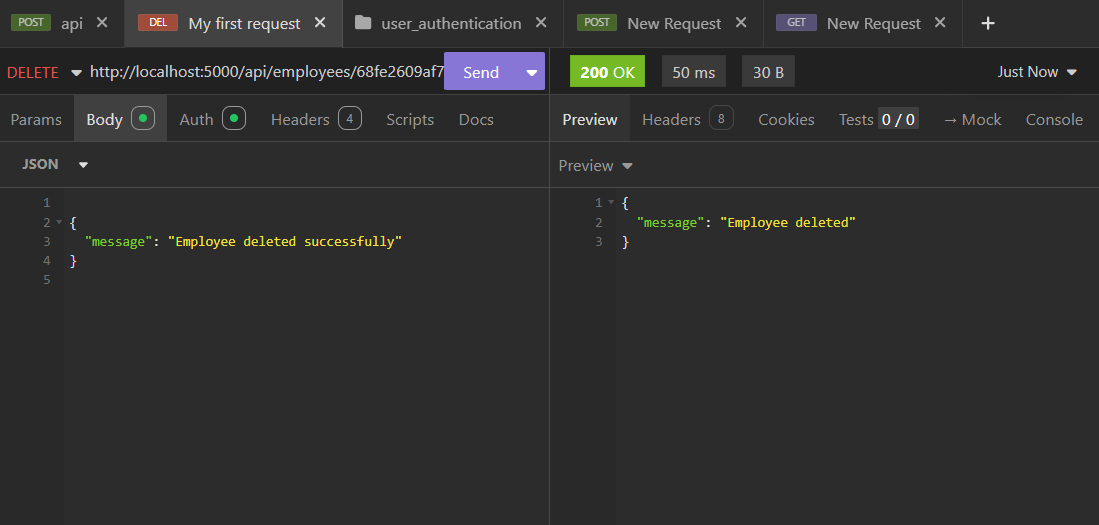 POST api DEL My first request user_authentication POST New Request GET New Request +
DELETE http://localhost:5000/api/employees/68fe2609af7 Send 200 OK 50 ms 30 B Just Now
Params Body Auth Headers 4 Scripts Docs Preview Headers 8 Cookies Tests 0 / 0 → Mock Console
JSON Preview
1
2 {
3 "message": "Employee deleted successfully"
4 }
5
1 {
2 "message": "Employee deleted"
3 }